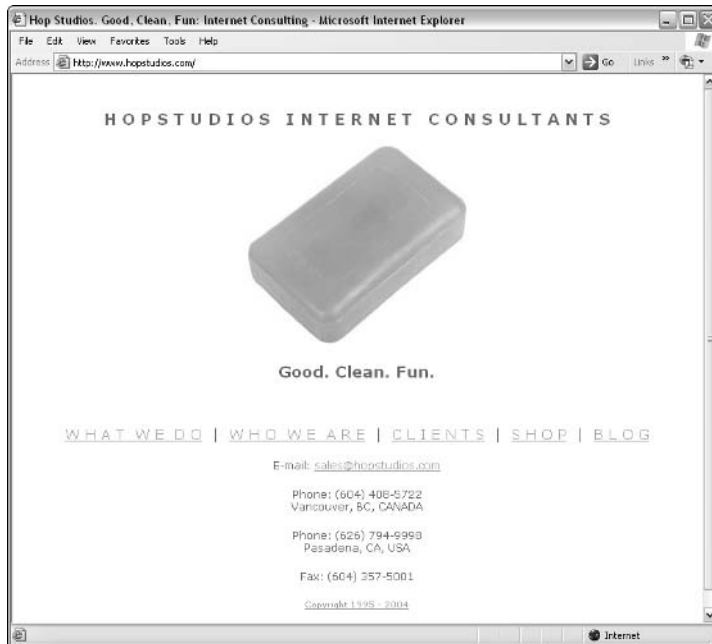 Hop Studios. Good, Clean, Fun: Internet Consulting - Microsoft Internet Explorer
File Edit View Favorites Tools Help
Address http://www.hopstudios.com/ Go Links »
HOPSTUDIOS INTERNET CONSULTANTS
Good. Clean. Fun.
WHAT WE DO | WHO WE ARE | CLIENTS | SHOP | BLOG
E-mail: sales@hopstudios.com
Phone: (604) 408-5722
Vancouver, BC, CANADA
Phone: (626) 794-9998
Pasadena, CA, USA
Fax: (604) 357-5001
Copyright 1995 - 2004
Internet